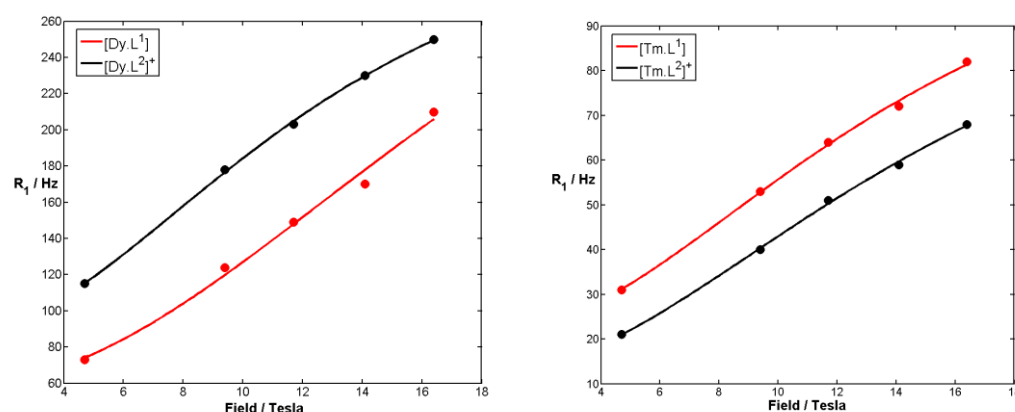 260
240
220
200
180
160
140
120
100
80
60
R₁ / Hz
[Dy.L¹]
[Dy.L²]⁺
4 6 8 10 12 14 16 18
Field / Tesla
90
80
70
60
50
40
30
20
10
R₁ / Hz
[Tm.L¹]
[Tm.L²]⁺
4 6 8 10 12 14 16 18
Field / Tesla